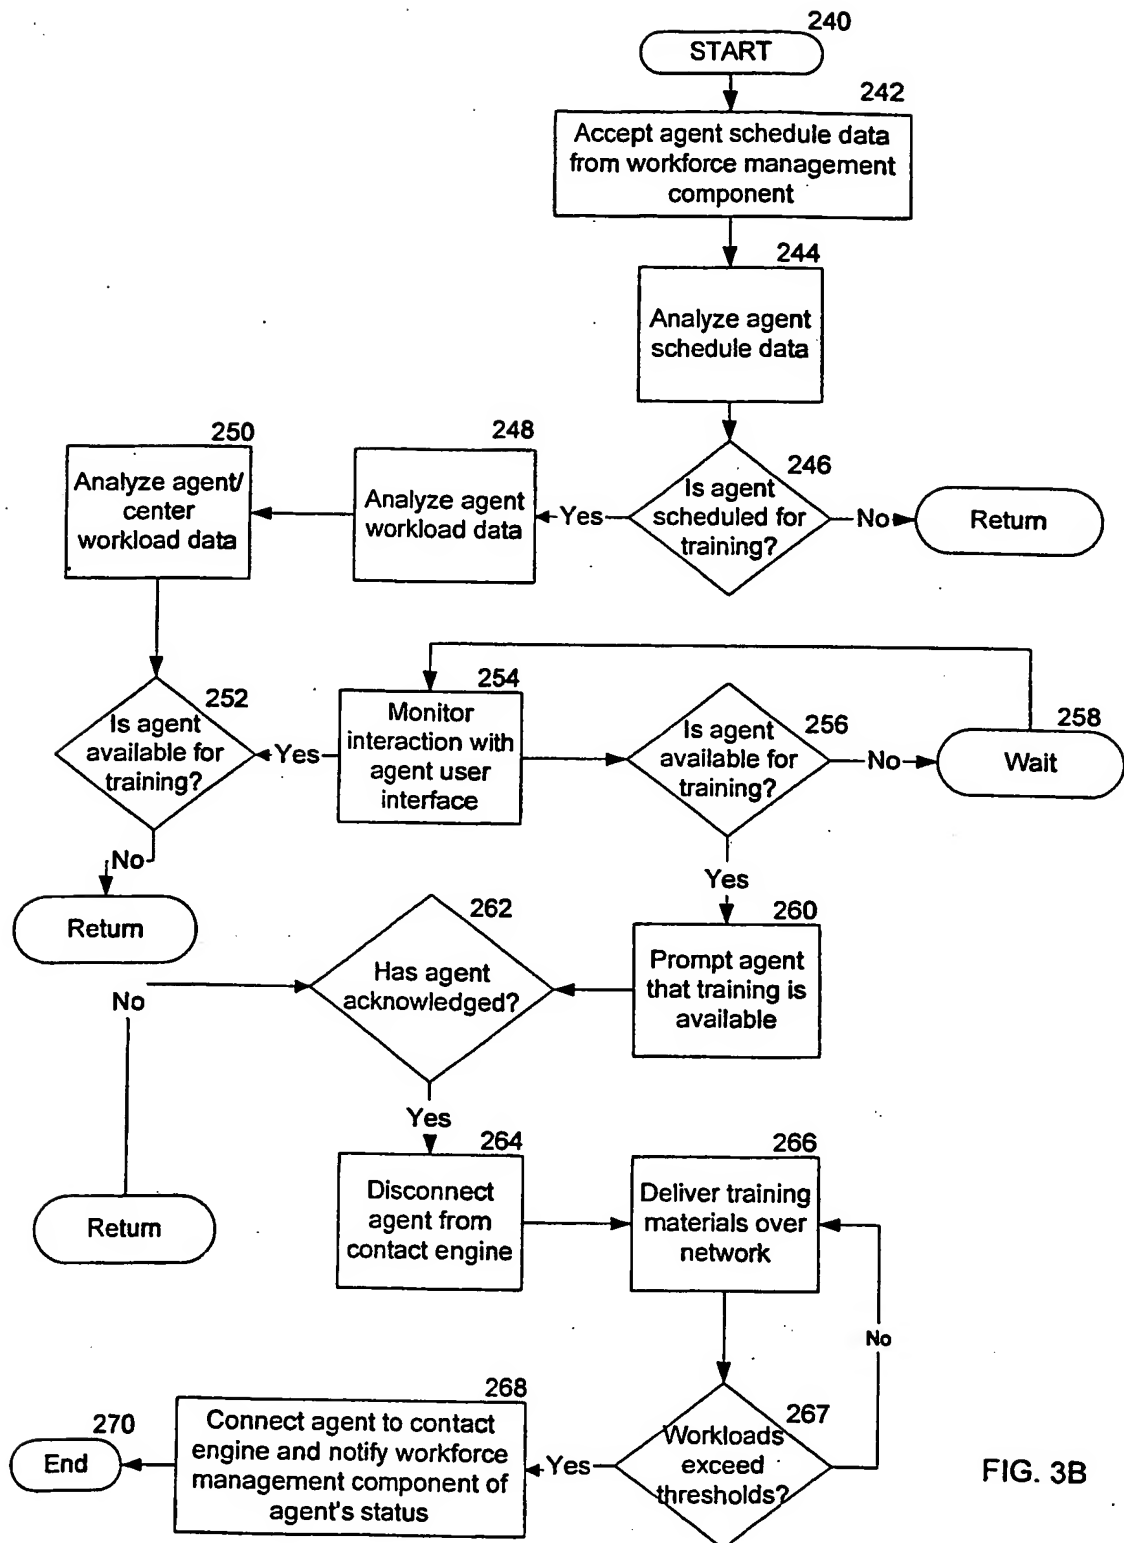 240
START
242
Accept agent schedule data
from workforce management
component
244
Analyze agent
schedule data
250
Analyze agent/
center
workload data
248
Analyze agent
workload data
Yes
246
Is agent
scheduled for
training?
No
Return
252
Is agent
available for
training?
Yes
254
Monitor
interaction with
agent user
interface
256
Is agent
available for
training?
No
258
Wait
No
Return
Yes
262
Has agent
acknowledged?
260
Prompt agent
that training is
available
No
Yes
Return
264
Disconnect
agent from
contact engine
266
Deliver training
materials over
network
No
270
End
268
Connect agent to contact
engine and notify workforce
management component of
agent's status
Yes
267
Workloads
exceed
thresholds?
FIG. 3B